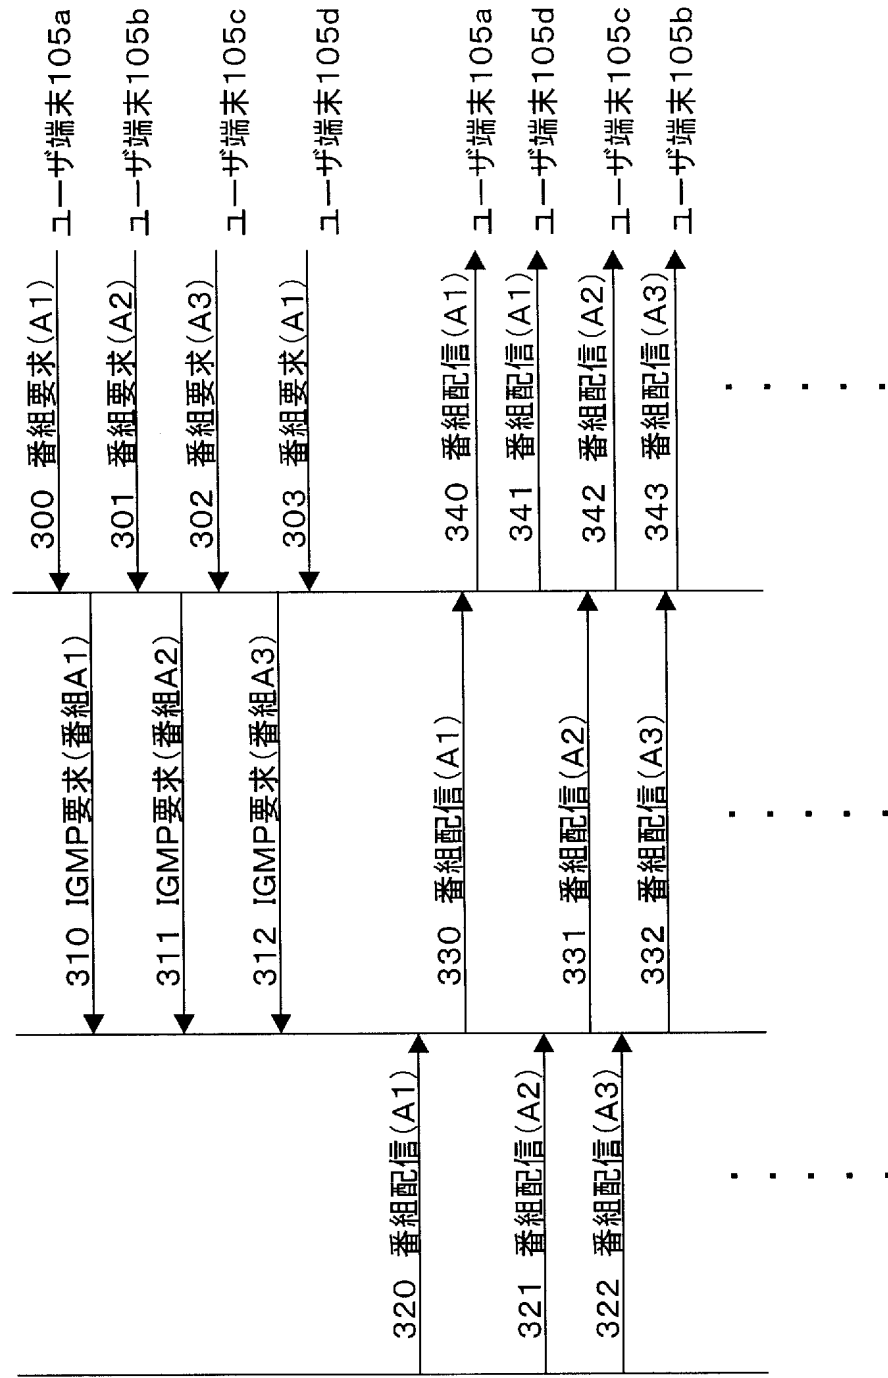 300 番組要求(A1)
ユーザ端末105a
301 番組要求(A2)
ユーザ端末105b
302 番組要求(A3)
ユーザ端末105c
303 番組要求(A1)
ユーザ端末105d
310 IGMP要求(番組A1)
311 IGMP要求(番組A2)
312 IGMP要求(番組A3)
320 番組配信(A1)
330 番組配信(A1)
340 番組配信(A1)
ユーザ端末105a
341 番組配信(A1)
ユーザ端末105d
321 番組配信(A2)
331 番組配信(A2)
342 番組配信(A2)
ユーザ端末105c
322 番組配信(A3)
332 番組配信(A3)
343 番組配信(A3)
ユーザ端末105b